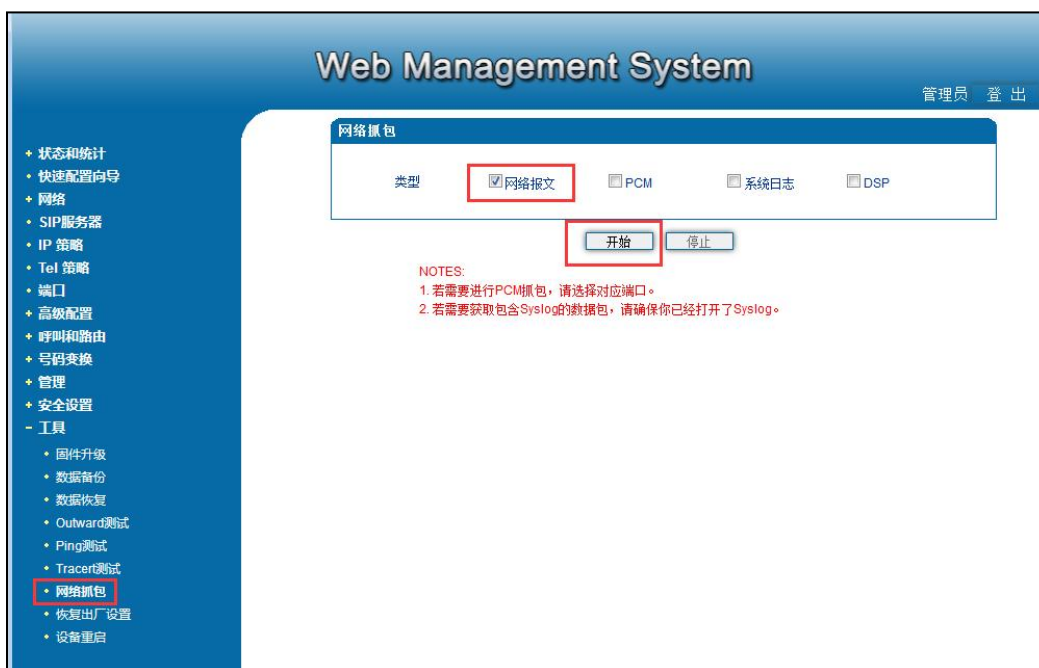 Web Management System
管理员 登 出
+ 状态和统计
• 快速配置向导
+ 网络
• SIP服务器
• IP 策略
• Tel 策略
• 端口
+ 高级配置
+ 呼叫和路由
+ 号码变换
+ 管理
+ 安全设置
- 工具
• 固件升级
• 数据备份
• 数据恢复
• Outward测试
• Ping测试
• Tracert测试
• 网络抓包
• 恢复出厂设置
• 设备重启
网络抓包
类型 网络报文 PCM 系统日志 DSP
开始 停止
NOTES:
1. 若需要进行PCM抓包，请选择对应端口。
2. 若需要获取包含Syslog的数据包，请确保你已经打开了Syslog。